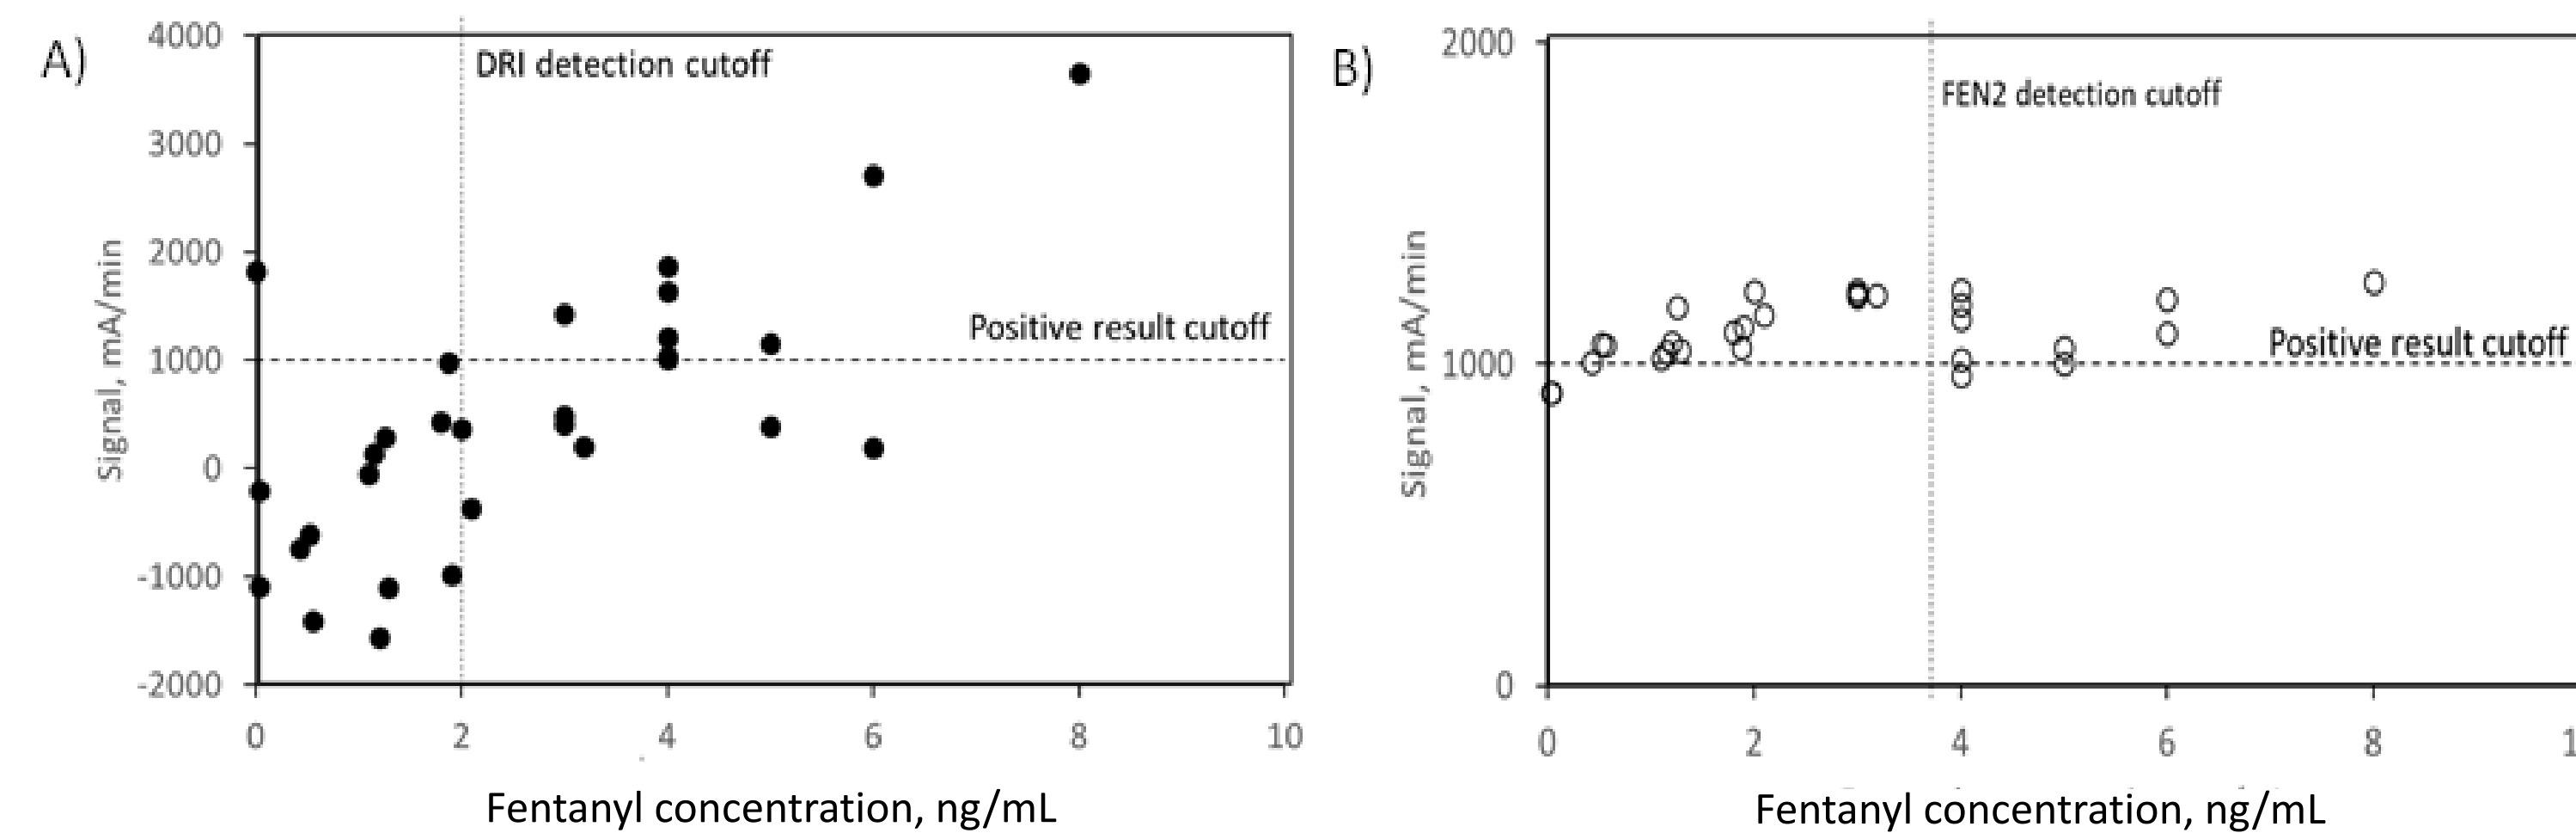 A)
4000
3000
2000
1000
0
-1000
-2000
Signal, mA/min
DRI detection cutoff
Positive result cutoff
0 2 4 6 8 10
Fentanyl concentration, ng/mL
B)
2000
1000
0
Signal, mA/min
FEN2 detection cutoff
Positive result cutoff
0 2 4 6 8 1
Fentanyl concentration, ng/mL